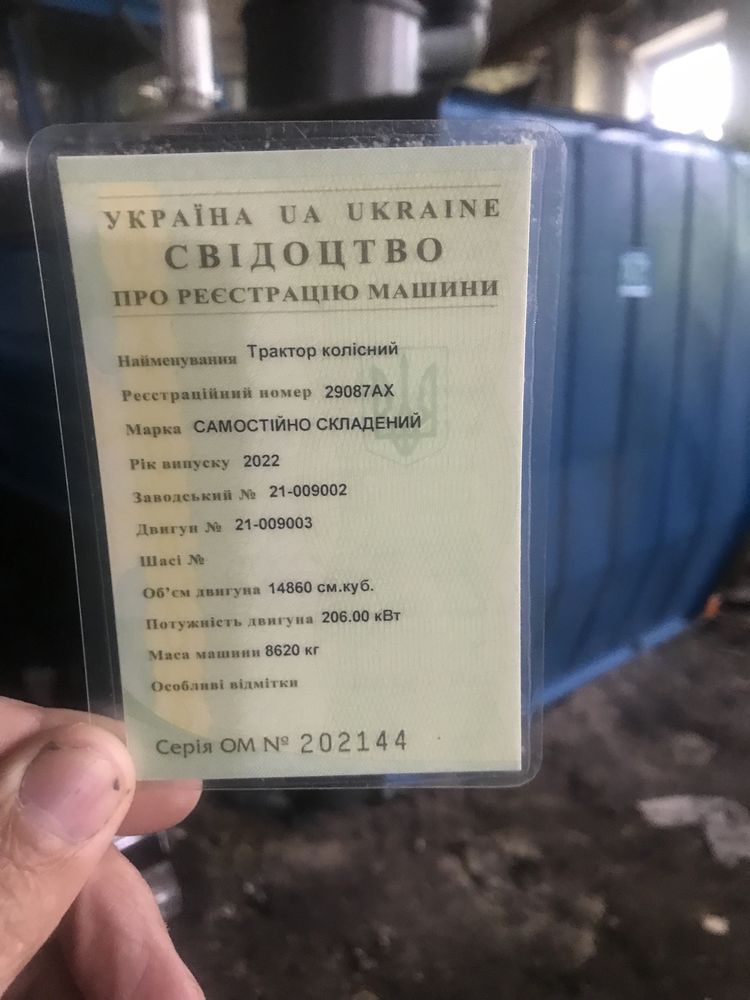 УКРАЇНА UA UKRAINE
СВІДОЦТВО
ПРО РЕЄСТРАЦІЮ МАШИНИ
Найменування Трактор колісний
Реєстраційний номер 29087АХ
Марка САМОСТІЙНО СКЛАДЕНИЙ
Рік випуску 2022
Заводський № 21-009002
Двигун № 21-009003
Шасі №
Об'єм двигуна 14860 см.куб.
Потужність двигуна 206.00 кВт
Маса машини 8620 кг
Особливі відмітки
Серія ОМ № 202144